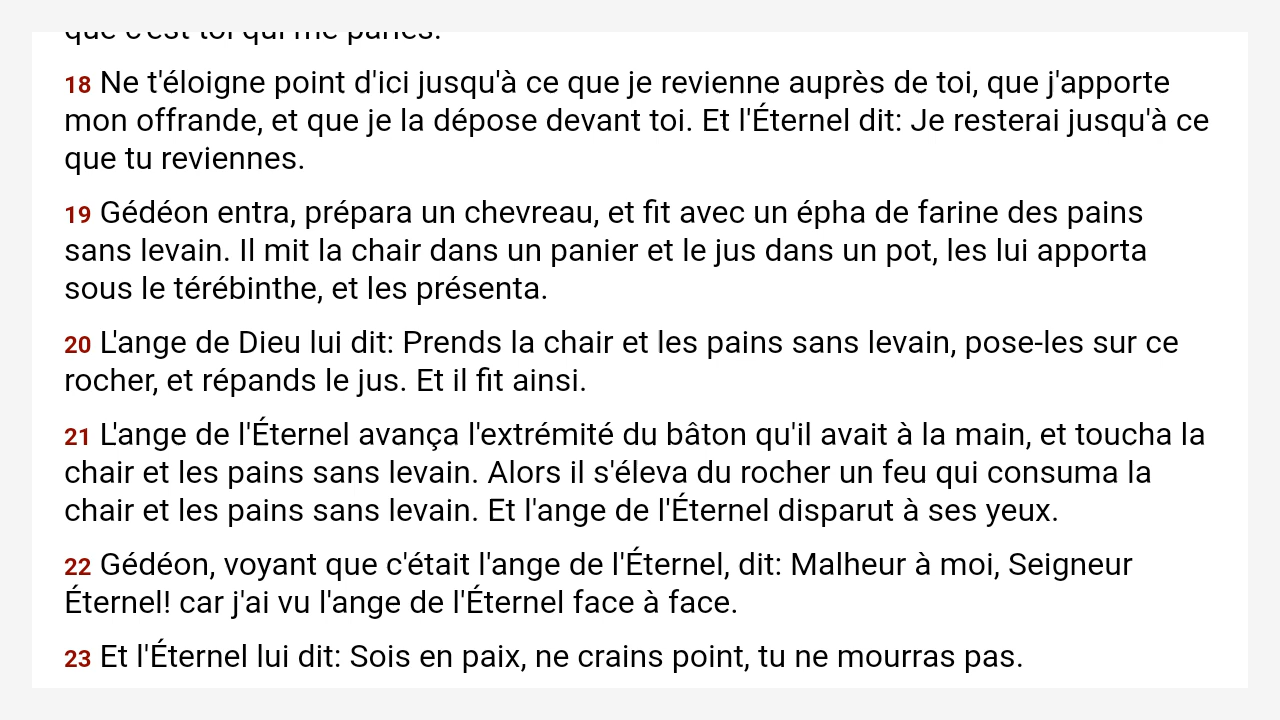 que c'est toi qui me parles.
18 Ne t'éloigne point d'ici jusqu'à ce que je revienne auprès de toi, que j'apporte
mon offrande, et que je la dépose devant toi. Et l'Éternel dit: Je resterai jusqu'à ce
que tu reviennes.
19 Gédéon entra, prépara un chevreau, et fit avec un épha de farine des pains
sans levain. Il mit la chair dans un panier et le jus dans un pot, les lui apporta
sous le térébinthe, et les présenta.
20 L'ange de Dieu lui dit: Prends la chair et les pains sans levain, pose-les sur ce
rocher, et répands le jus. Et il fit ainsi.
21 L'ange de l'Éternel avança l'extrémité du bâton qu'il avait à la main, et toucha la
chair et les pains sans levain. Alors il s'éleva du rocher un feu qui consuma la
chair et les pains sans levain. Et l'ange de l'Éternel disparut à ses yeux.
22 Gédéon, voyant que c'était l'ange de l'Éternel, dit: Malheur à moi, Seigneur
Éternel! car j'ai vu l'ange de l'Éternel face à face.
23 Et l'Éternel lui dit: Sois en paix, ne crains point, tu ne mourras pas.